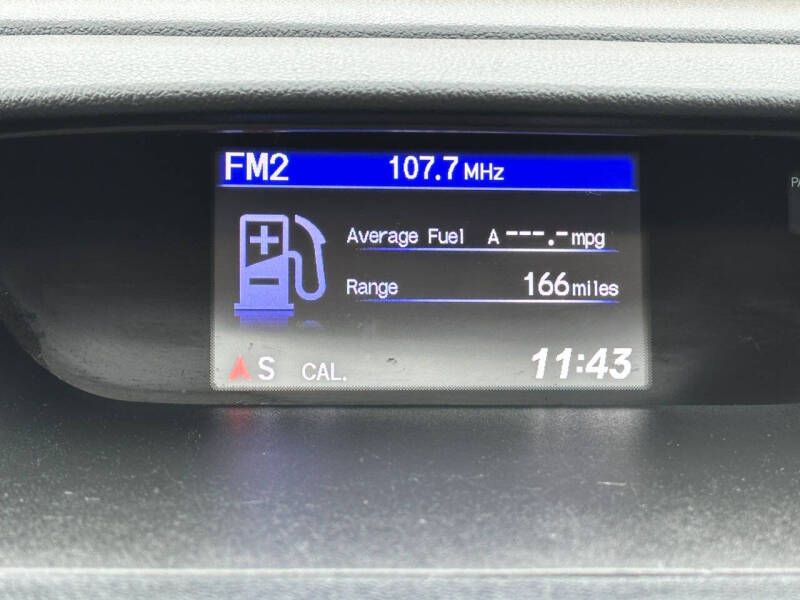 FM2 107.7 MHz
Average Fuel A ---.- mpg
Range 166 miles
S CAL. 11:43